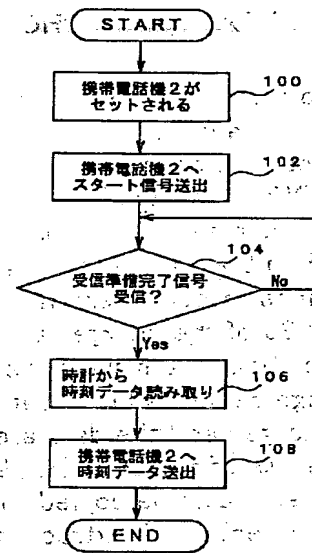 START
携帯電話機2が
セットされる
100
携帯電話機2へ
スタート信号送出
102
104
受信準備完了信号
受信?
No
Yes
時計から
時刻データ読み取り
106
携帯電話機2へ
時刻データ送出
108
END